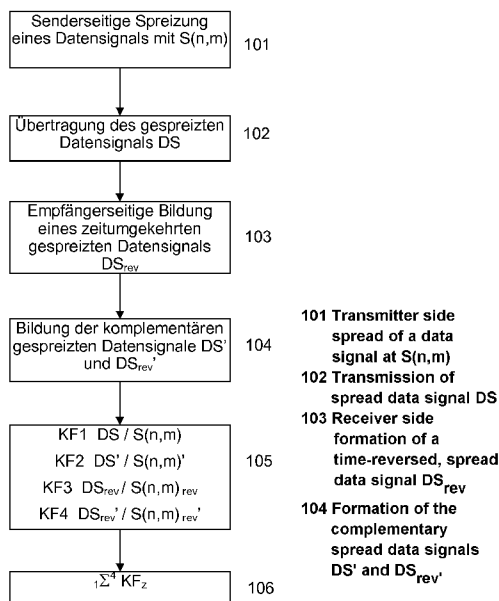 Senderseitige Spreizung
eines Datensignals mit S(n,m)
101
Übertragung des gespreizten
Datensignals DS
102
Empfängerseitige Bildung
eines zeitumgekehrten
gespreizten Datensignals
DSrev
103
Bildung der komplementären
gespreizten Datensignale DS'
und DSrev'
104
KF1 DS / S(n,m)
KF2 DS' / S(n,m)'
KF3 DSrev / S(n,m) rev
KF4 DSrev' / S(n,m) rev'
105
1Σ4 KFz
106
101 Transmitter side
spread of a data
signal at S(n,m)
102 Transmission of
spread data signal DS
103 Receiver side
formation of a
time-reversed, spread
data signal DSrev
104 Formation of the
complementary
spread data signals
DS' and DSrev'